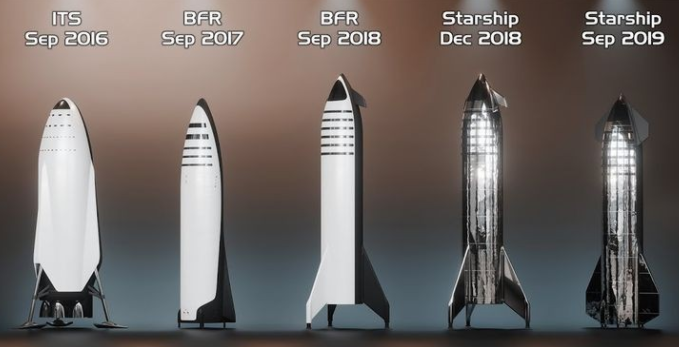 ITS
Sep 2016
BFR
Sep 2017
BFR
Sep 2018
Starship
Dec 2018
Starship
Sep 2019